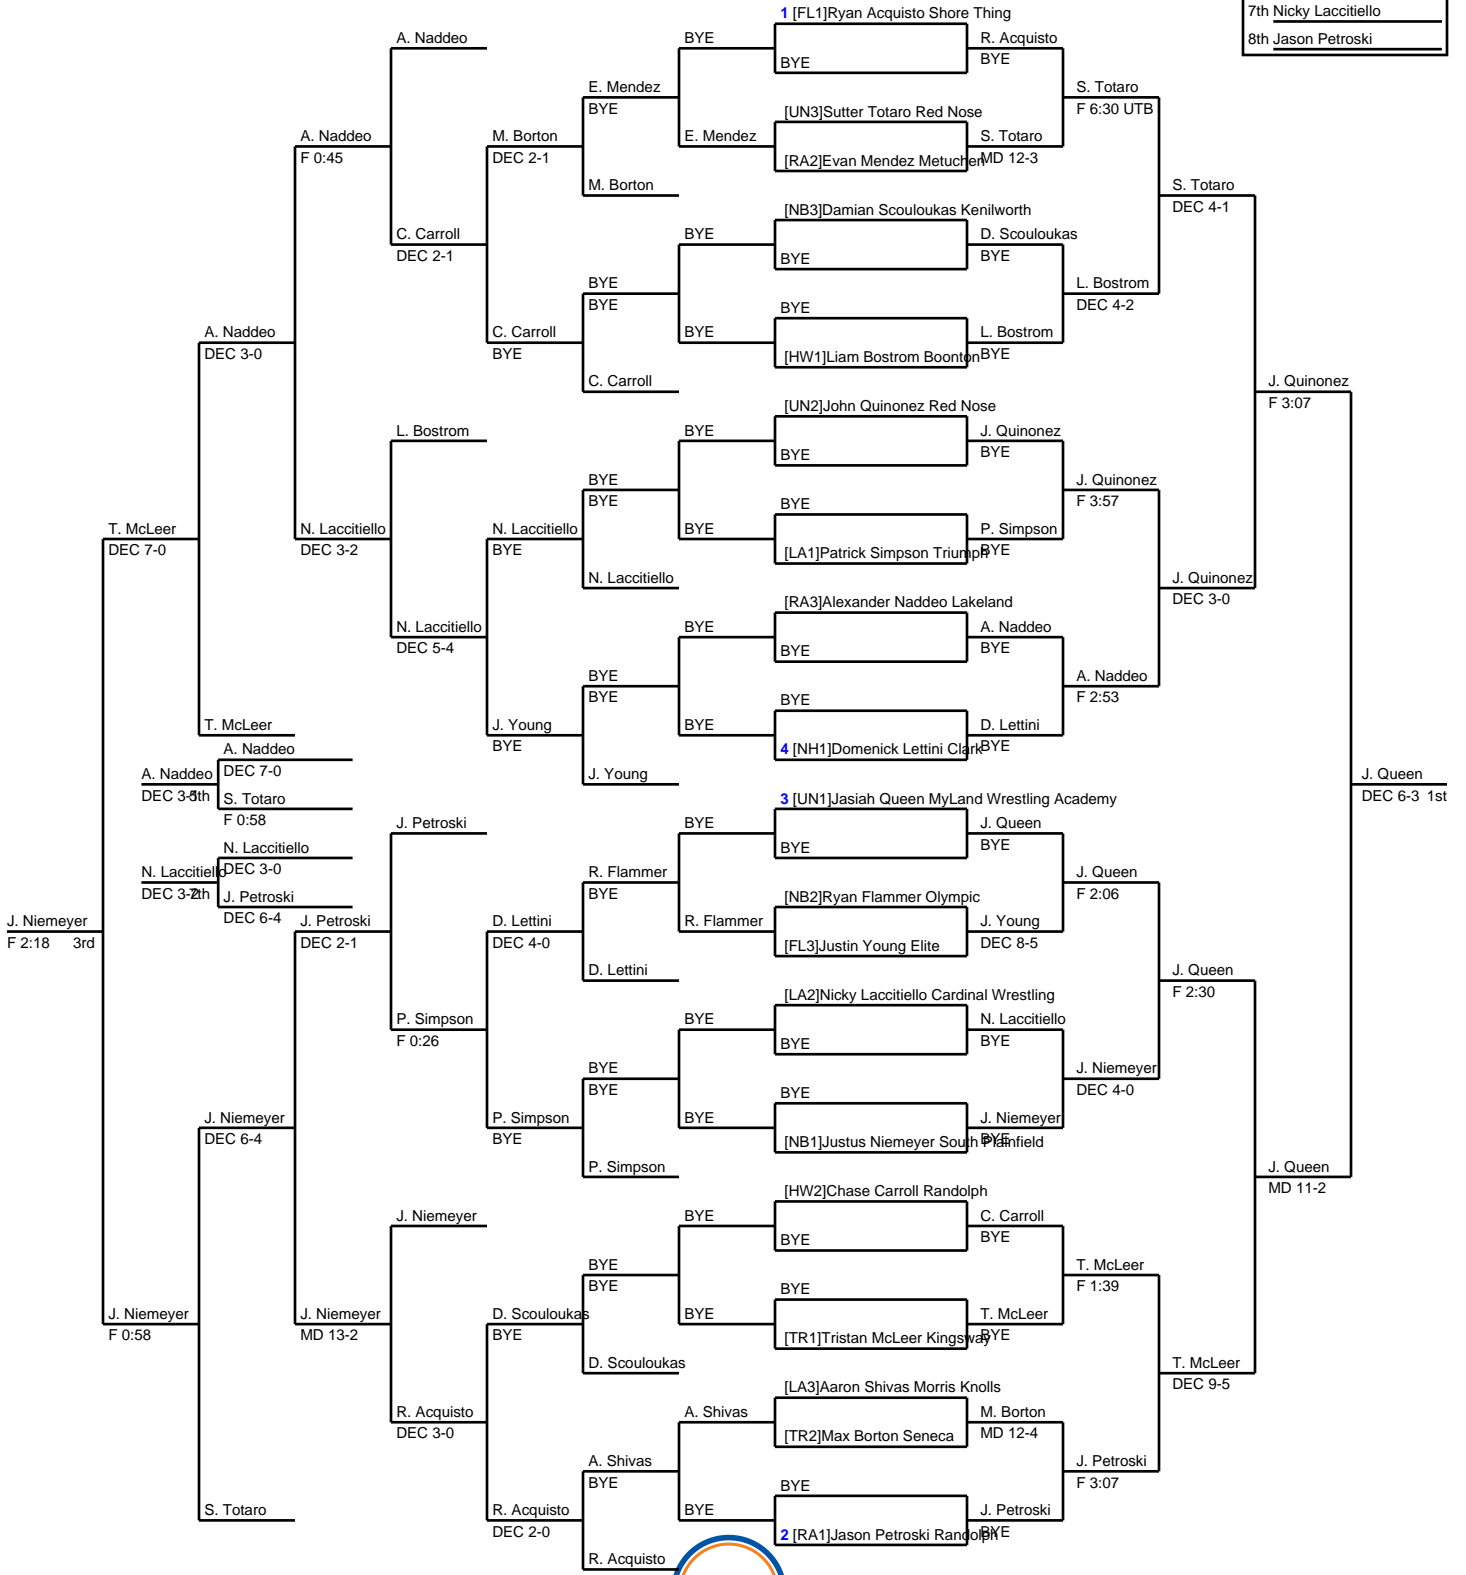 1 [FL1]Ryan Acquisto Shore Thing
7th Nicky Laccitiello
8th Jason Petroski
A. Naddeo
BYE
R. Acquisto
BYE
BYE
E. Mendez
BYE
S. Totaro
F 6:30 UTB
[UN3]Sutter Totaro Red Nose
A. Naddeo
F 0:45
M. Borton
DEC 2-1
E. Mendez
S. Totaro
MD 12-3
[RA2]Evan Mendez Metuchen
M. Borton
S. Totaro
DEC 4-1
[NB3]Damian Scouloukas Kenilworth
C. Carroll
DEC 2-1
BYE
D. Scouloukas
BYE
BYE
BYE
BYE
L. Bostrom
DEC 4-2
BYE
A. Naddeo
DEC 3-0
C. Carroll
BYE
BYE
L. Bostrom
BYE
[HW1]Liam Bostrom Boonton
C. Carroll
J. Quinonez
F 3:07
[UN2]John Quinonez Red Nose
L. Bostrom
BYE
J. Quinonez
BYE
BYE
BYE
BYE
J. Quinonez
F 3:57
BYE
T. McLeer
DEC 7-0
N. Laccitiello
DEC 3-2
N. Laccitiello
BYE
BYE
P. Simpson
BYE
[LA1]Patrick Simpson Triumph
N. Laccitiello
J. Quinonez
DEC 3-0
[RA3]Alexander Naddeo Lakeland
N. Laccitiello
DEC 5-4
BYE
A. Naddeo
BYE
BYE
BYE
BYE
A. Naddeo
F 2:53
BYE
T. McLeer
J. Young
BYE
BYE
D. Lettini
BYE
4 [NH1]Domenick Lettini Clark
A. Naddeo
DEC 7-0
A. Naddeo
DEC 3-0 5th
S. Totaro
F 0:58
J. Young
J. Queen
DEC 6-3 1st
3 [UN1]Jasiah Queen MyLand Wrestling Academy
J. Petroski
BYE
J. Queen
BYE
BYE
N. Laccitiello
DEC 3-0
N. Laccitiello
DEC 3-2 7th
J. Petroski
DEC 6-4
R. Flammer
BYE
J. Queen
F 2:06
[NB2]Ryan Flammer Olympic
J. Niemeyer
F 2:18 3rd
J. Petroski
DEC 2-1
D. Lettini
DEC 4-0
R. Flammer
J. Young
DEC 8-5
[FL3]Justin Young Elite
D. Lettini
J. Queen
F 2:30
[LA2]Nicky Laccitiello Cardinal Wrestling
P. Simpson
F 0:26
BYE
N. Laccitiello
BYE
BYE
BYE
BYE
J. Niemeyer
DEC 4-0
BYE
J. Niemeyer
DEC 6-4
P. Simpson
BYE
BYE
J. Niemeyer
BYE
[NB1]Justus Niemeyer South Plainfield
P. Simpson
J. Queen
MD 11-2
[HW2]Chase Carroll Randolph
J. Niemeyer
BYE
C. Carroll
BYE
BYE
BYE
BYE
T. McLeer
F 1:39
BYE
J. Niemeyer
F 0:58
J. Niemeyer
MD 13-2
D. Scouloukas
BYE
BYE
T. McLeer
BYE
[TR1]Tristan McLeer Kingsway
D. Scouloukas
T. McLeer
DEC 9-5
[LA3]Aaron Shivas Morris Knolls
R. Acquisto
DEC 3-0
A. Shivas
M. Borton
MD 12-4
[TR2]Max Borton Seneca
A. Shivas
BYE
J. Petroski
F 3:07
BYE
S. Totaro
R. Acquisto
DEC 2-0
BYE
J. Petroski
BYE
2 [RA1]Jason Petroski Randolph
R. Acquisto